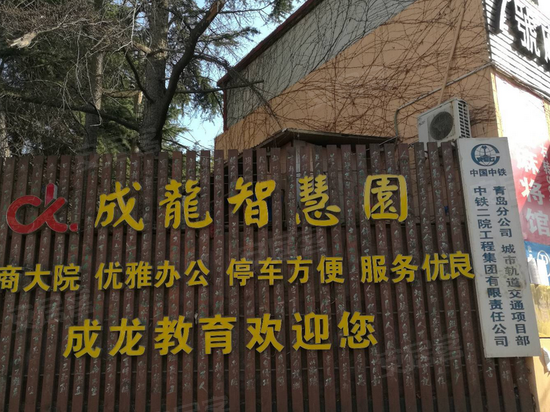 成龍智慧園
商大院 优雅办公 停车方便 服务优良
成龙教育欢迎您
中国中铁
中铁二院工程集团有限责任公司
青岛分公司 城市轨道交通项目部
将馆